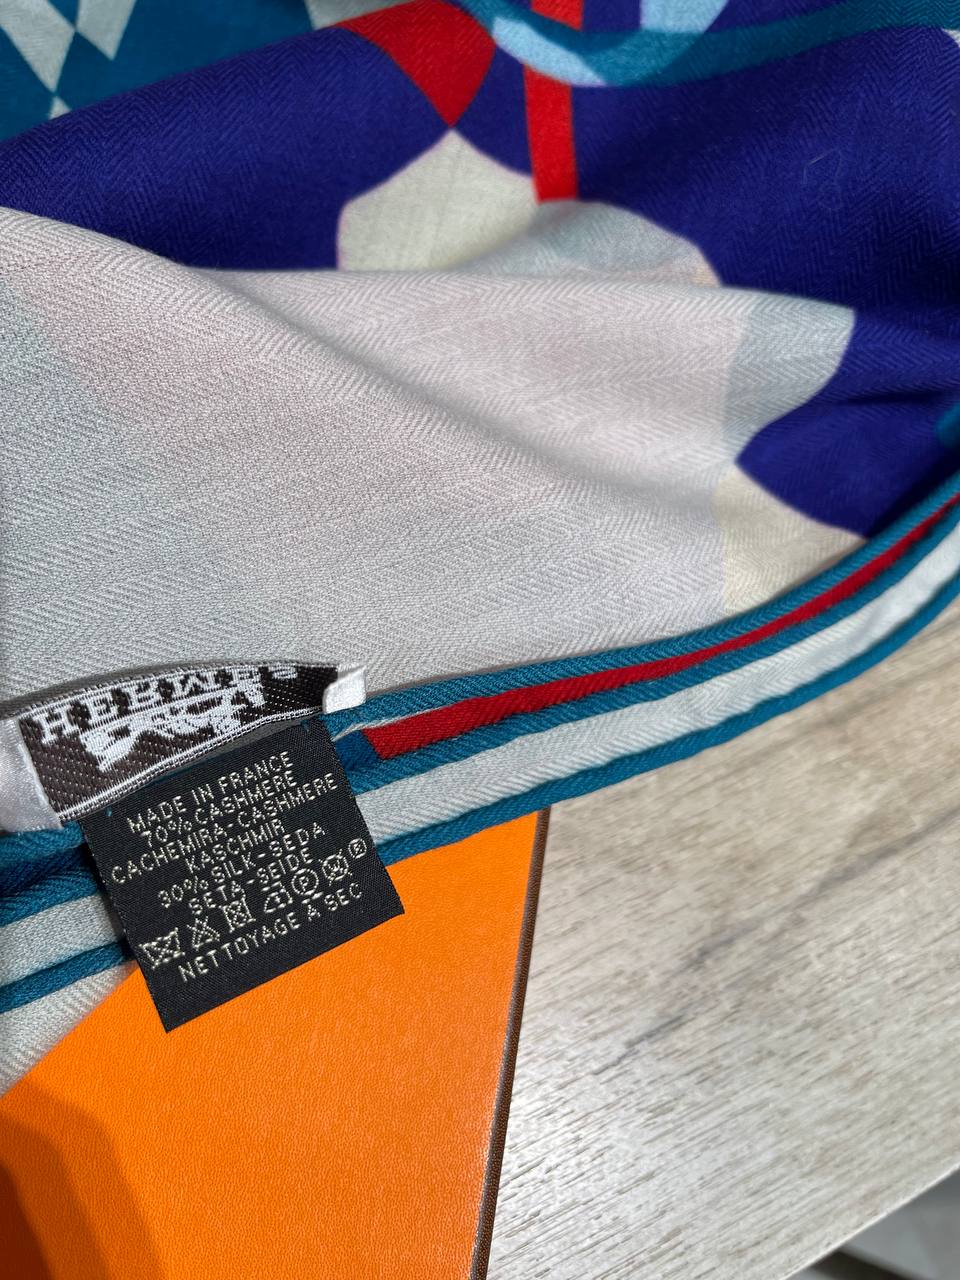 HERMÈS
MADE IN FRANCE
70% CASHMERE
CACHEMIRA-CASHMERE
KASCHMIR
30% SILK-SEDA
SETA-SEIDE
P
NETTOYAGE A SEC